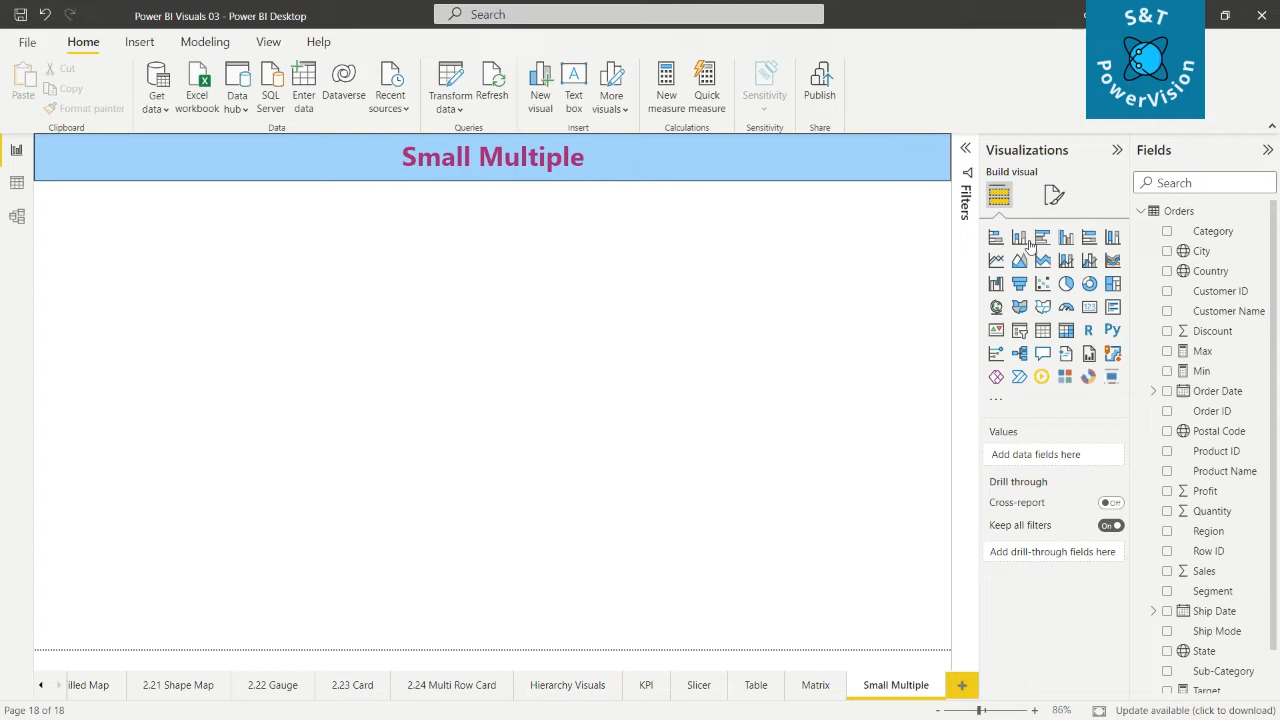 Power BI Visuals 03 - Power BI Desktop
Search
S&T
PowerVision
File
Home
Insert
Modeling
View
Help
Paste
Cut
Copy
Format painter
Get data
Excel workbook
Data hub
SQL Server
Enter data
Dataverse
Recent sources
Transform data
Refresh
New visual
Text box
More visuals
New measure
Quick measure
Sensitivity
Publish
Clipboard
Data
Queries
Insert
Calculations
Sensitivity
Share
Small Multiple
Filters
Visualizations
Build visual
R
Py
123
...
Values
Add data fields here
Drill through
Cross-report
Off
Keep all filters
On
Add drill-through fields here
Fields
Search
Orders
Category
City
Country
Customer ID
Customer Name
Discount
Max
Min
Order Date
Order ID
Postal Code
Product ID
Product Name
Profit
Quantity
Region
Row ID
Sales
Segment
Ship Date
Ship Mode
State
Sub-Category
Target
illed Map
2.21 Shape Map
2.22 Gauge
2.23 Card
2.24 Multi Row Card
Hierarchy Visuals
KPI
Slicer
Table
Matrix
Small Multiple
Page 18 of 18
86%
Update available (click to download)